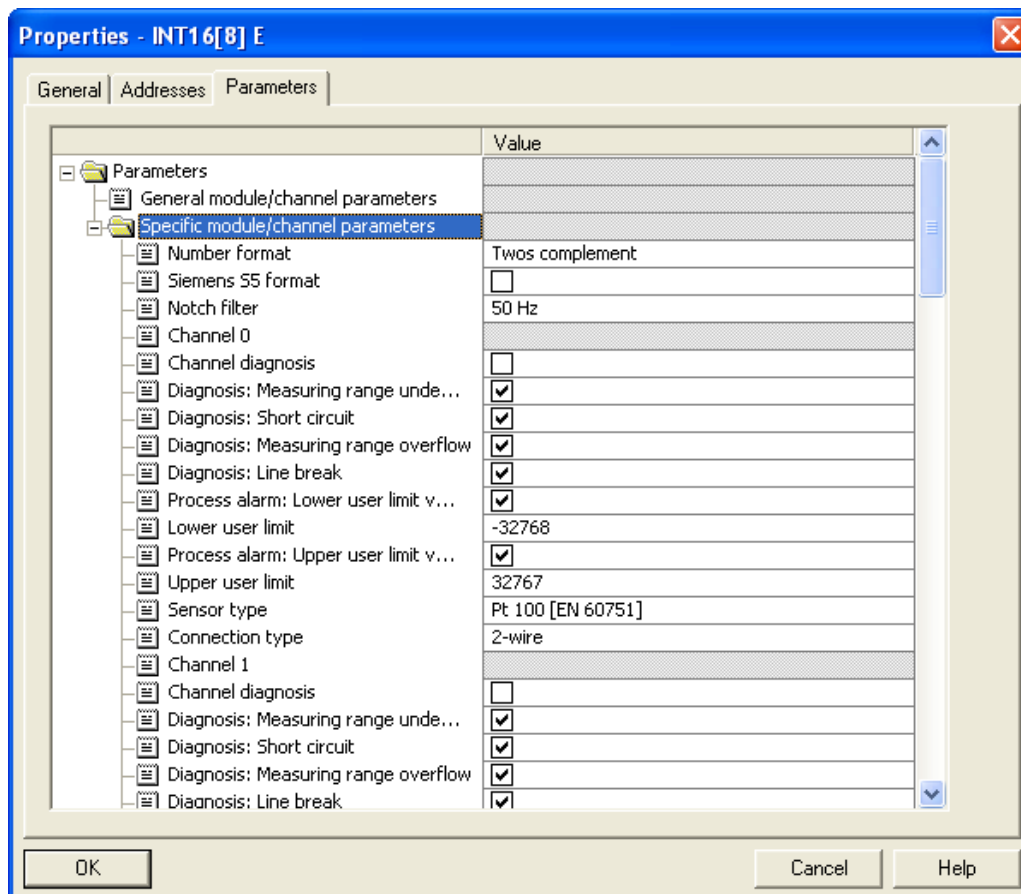 Properties - INT16[8] E
General Addresses Parameters
Value
Parameters
General module/channel parameters
Specific module/channel parameters
Number format Twos complement
Siemens S5 format
Notch filter 50 Hz
Channel 0
Channel diagnosis
Diagnosis: Measuring range unde...
Diagnosis: Short circuit
Diagnosis: Measuring range overflow
Diagnosis: Line break
Process alarm: Lower user limit v...
Lower user limit -32768
Process alarm: Upper user limit v...
Upper user limit 32767
Sensor type Pt 100 [EN 60751]
Connection type 2-wire
Channel 1
Channel diagnosis
Diagnosis: Measuring range unde...
Diagnosis: Short circuit
Diagnosis: Measuring range overflow
Diagnosis: Line break
OK Cancel Help